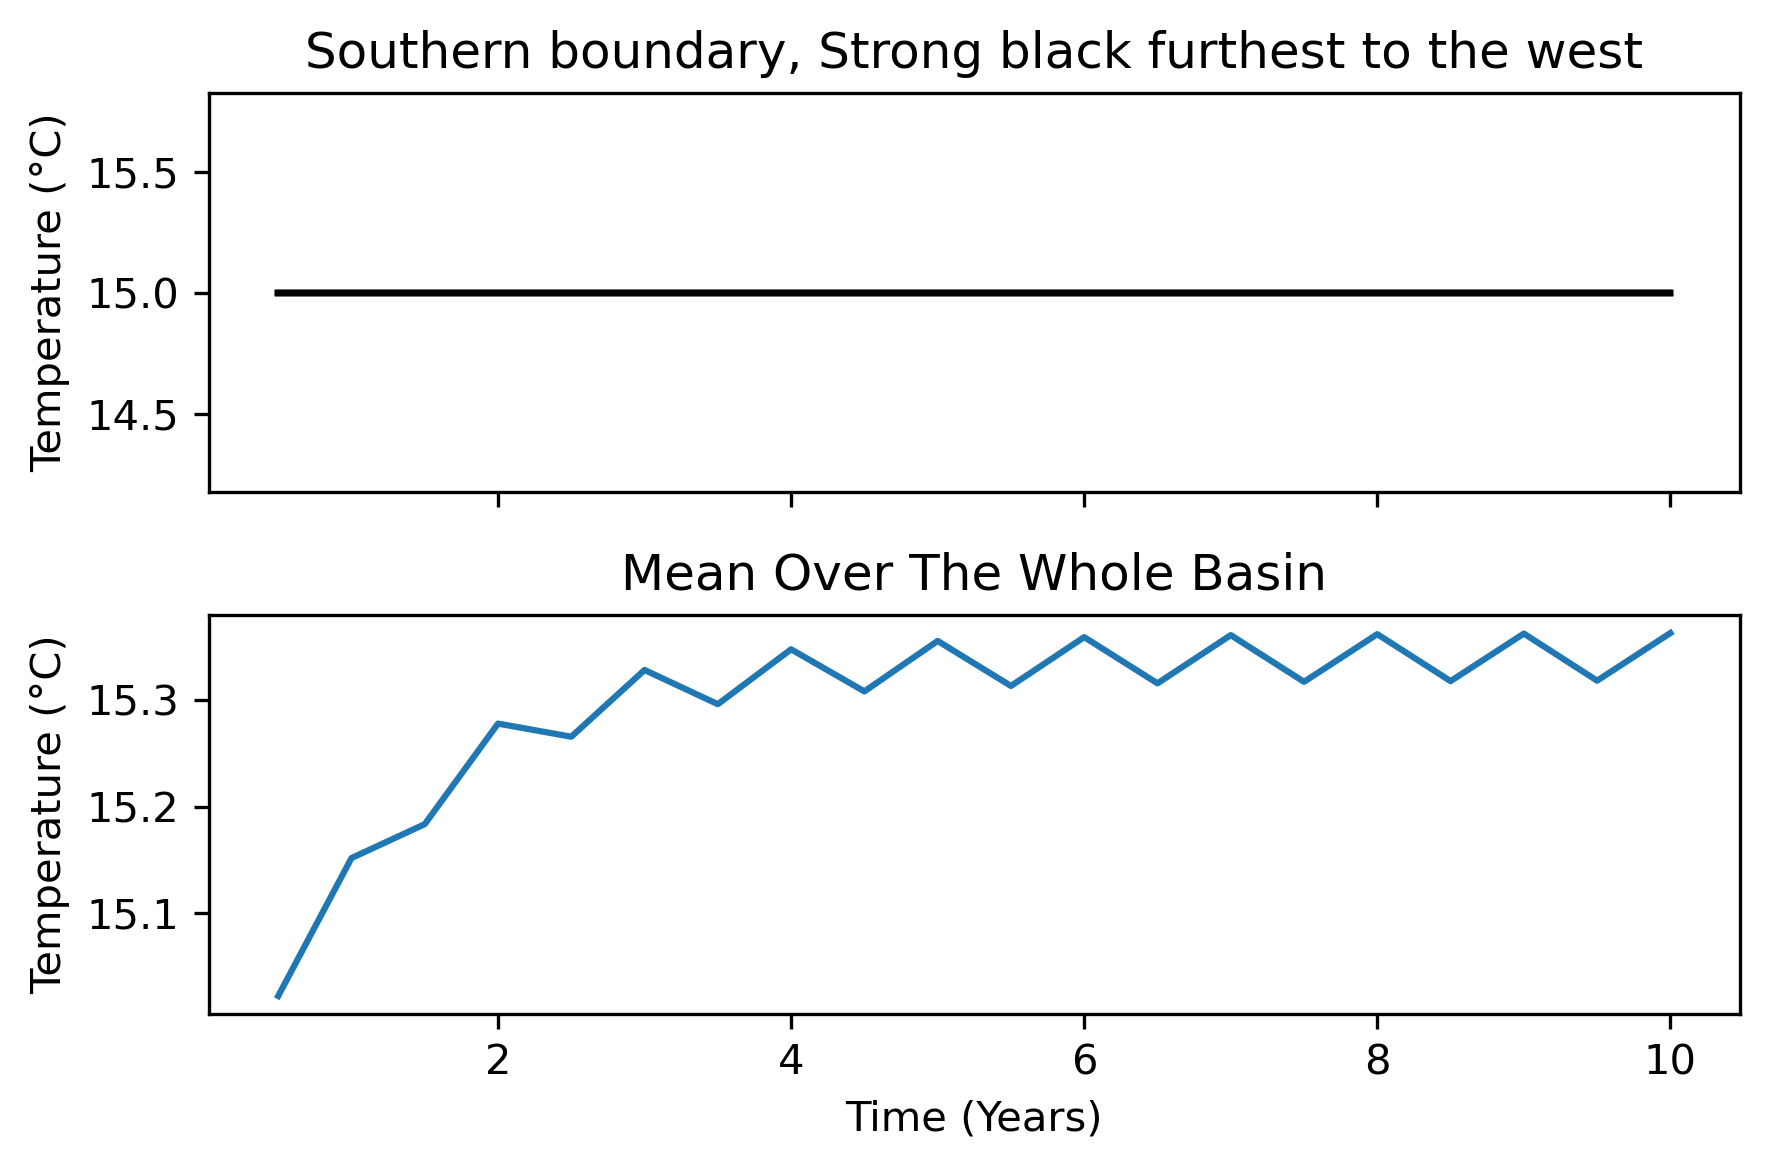 Southern boundary, Strong black furthest to the west
Temperature (°C)
15.5
15.0
14.5
Mean Over The Whole Basin
Temperature (°C)
15.3
15.2
15.1
2 4 6 8 10
Time (Years)